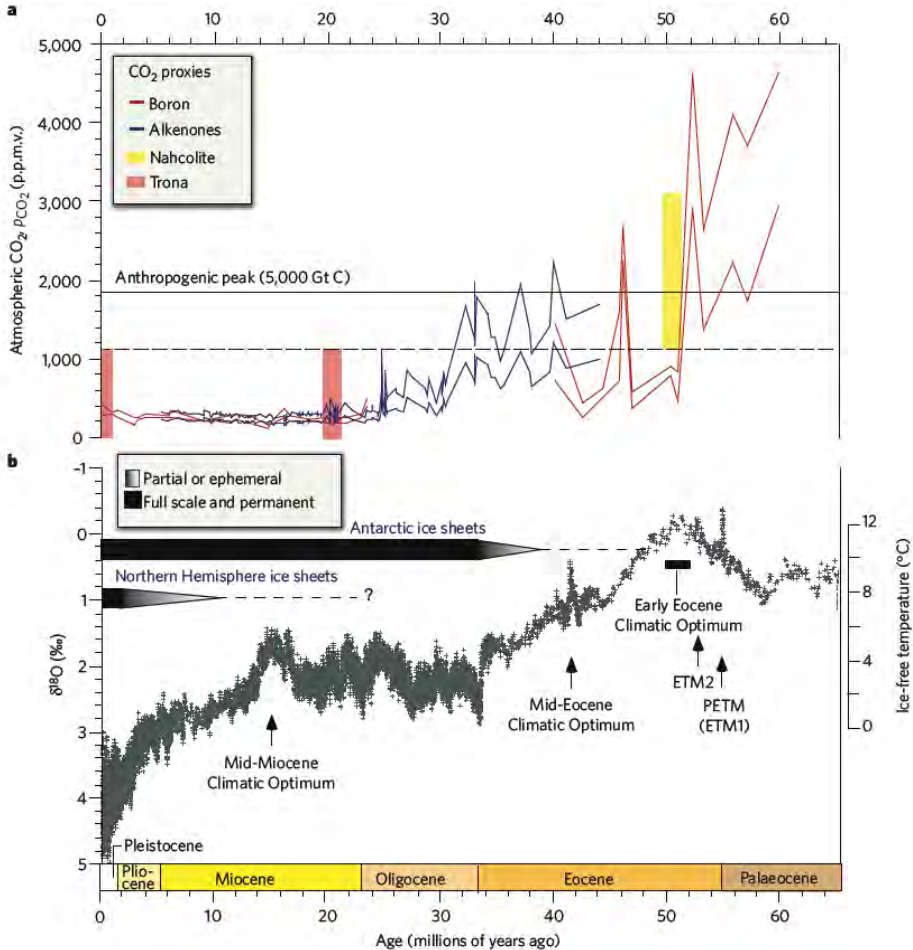 a
0 10 20 30 40 50 60
5,000
4,000
3,000
2,000
1,000
0
Atmospheric CO₂, pCO₂ (p.p.m.v.)
CO₂ proxies
Boron
Alkenones
Nahcolite
Trona
Anthropogenic peak (5,000 Gt C)
b
-1
0
1
2
3
4
5
δ¹⁸O (‰)
Partial or ephemeral
Full scale and permanent
Antarctic ice sheets
Northern Hemisphere ice sheets
?
12
8
4
0
Ice-free temperature (°C)
Early Eocene
Climatic Optimum
ETM2
PETM
(ETM1)
Mid-Eocene
Climatic Optimum
Mid-Miocene
Climatic Optimum
Pleistocene
Plio-
cene
Miocene
Oligocene
Eocene
Palaeocene
0 10 20 30 40 50 60
Age (millions of years ago)